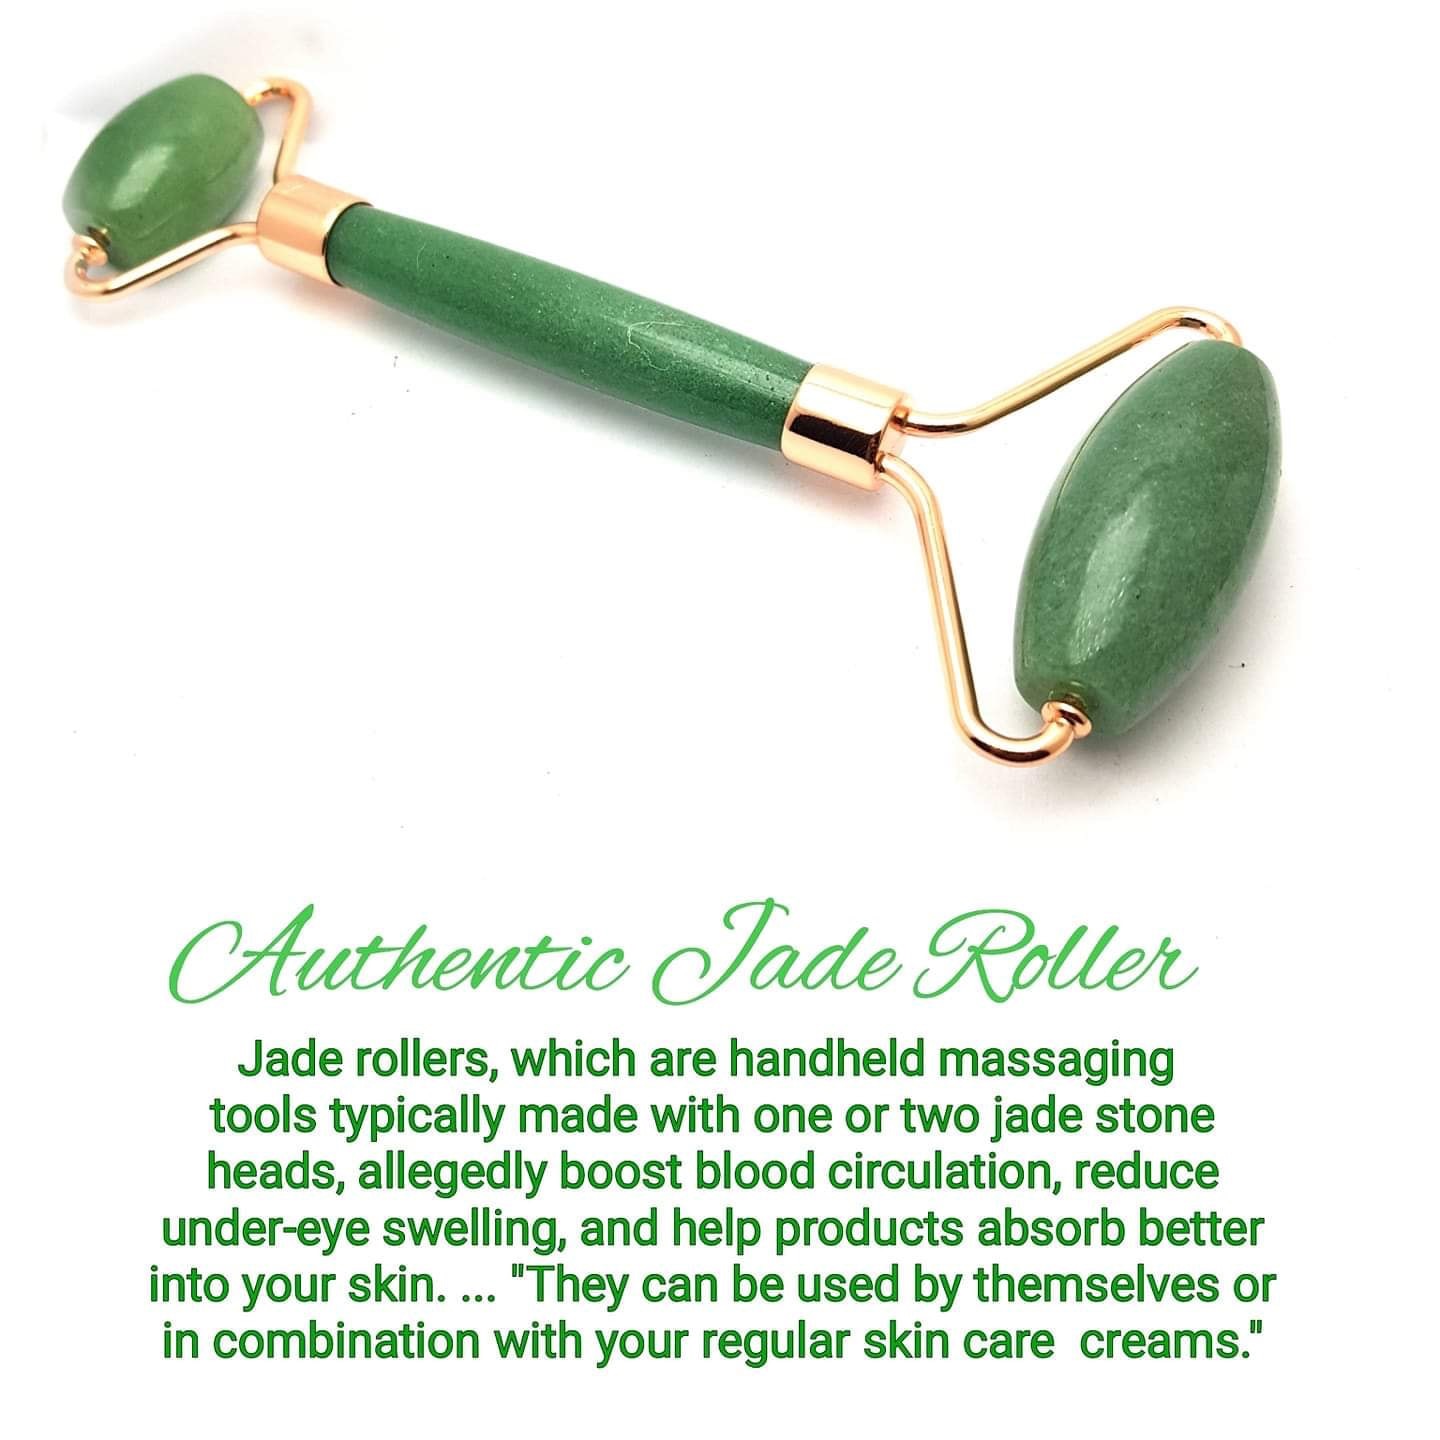 Authentic Jade Roller
Jade rollers, which are handheld massaging
tools typically made with one or two jade stone
heads, allegedly boost blood circulation, reduce
under-eye swelling, and help products absorb better
into your skin. ... "They can be used by themselves or
in combination with your regular skin care  creams."